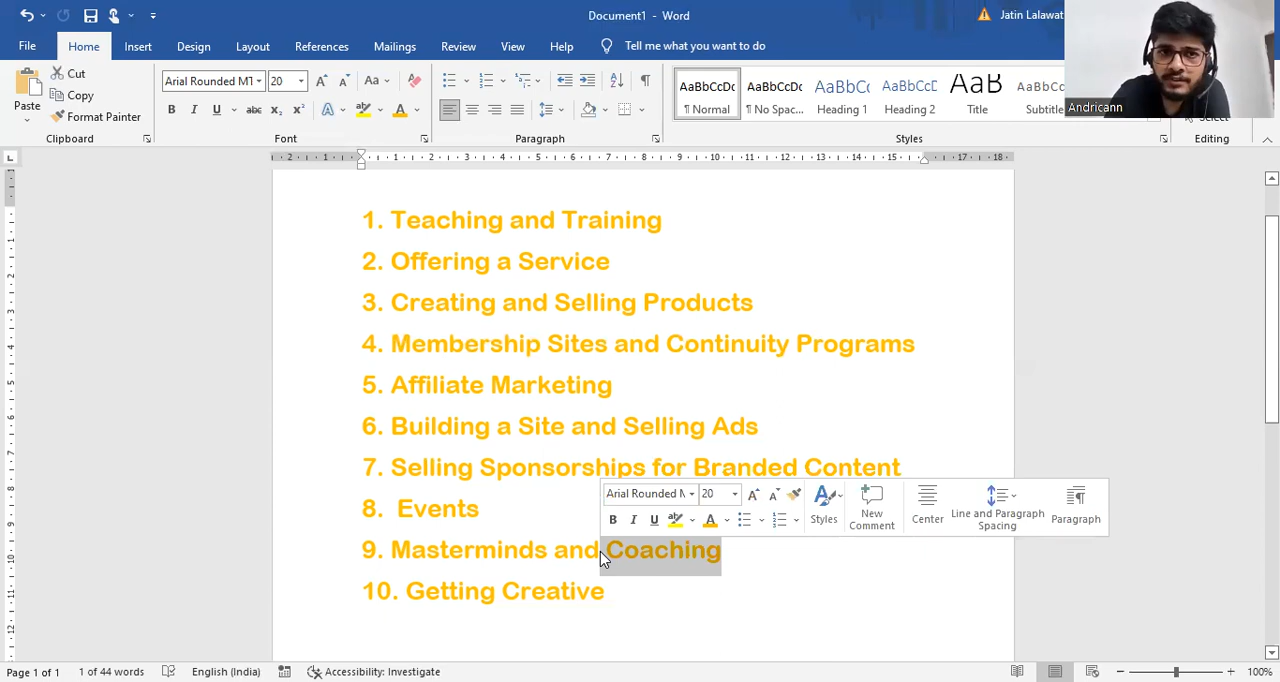 Document1 - Word
Jatin Lalawat
File Home Insert Design Layout References Mailings Review View Help Tell me what you want to do
Paste
Cut
Copy
Format Painter
Clipboard
Arial Rounded MT 20
Font
Paragraph
AaBbCcDc AaBbCcDc AaBbCc AaBbCcD AaB AaBbCc
¶ Normal ¶ No Spac... Heading 1 Heading 2 Title Subtitle
Styles
Andricann
Select
Editing
1. Teaching and Training
2. Offering a Service
3. Creating and Selling Products
4. Membership Sites and Continuity Programs
5. Affiliate Marketing
6. Building a Site and Selling Ads
7. Selling Sponsorships for Branded Content
8. Events
Arial Rounded M 20
Styles
New Comment
Center
Line and Paragraph Spacing
Paragraph
9. Masterminds and Coaching
10. Getting Creative
Page 1 of 1 1 of 44 words English (India) Accessibility: Investigate 100%